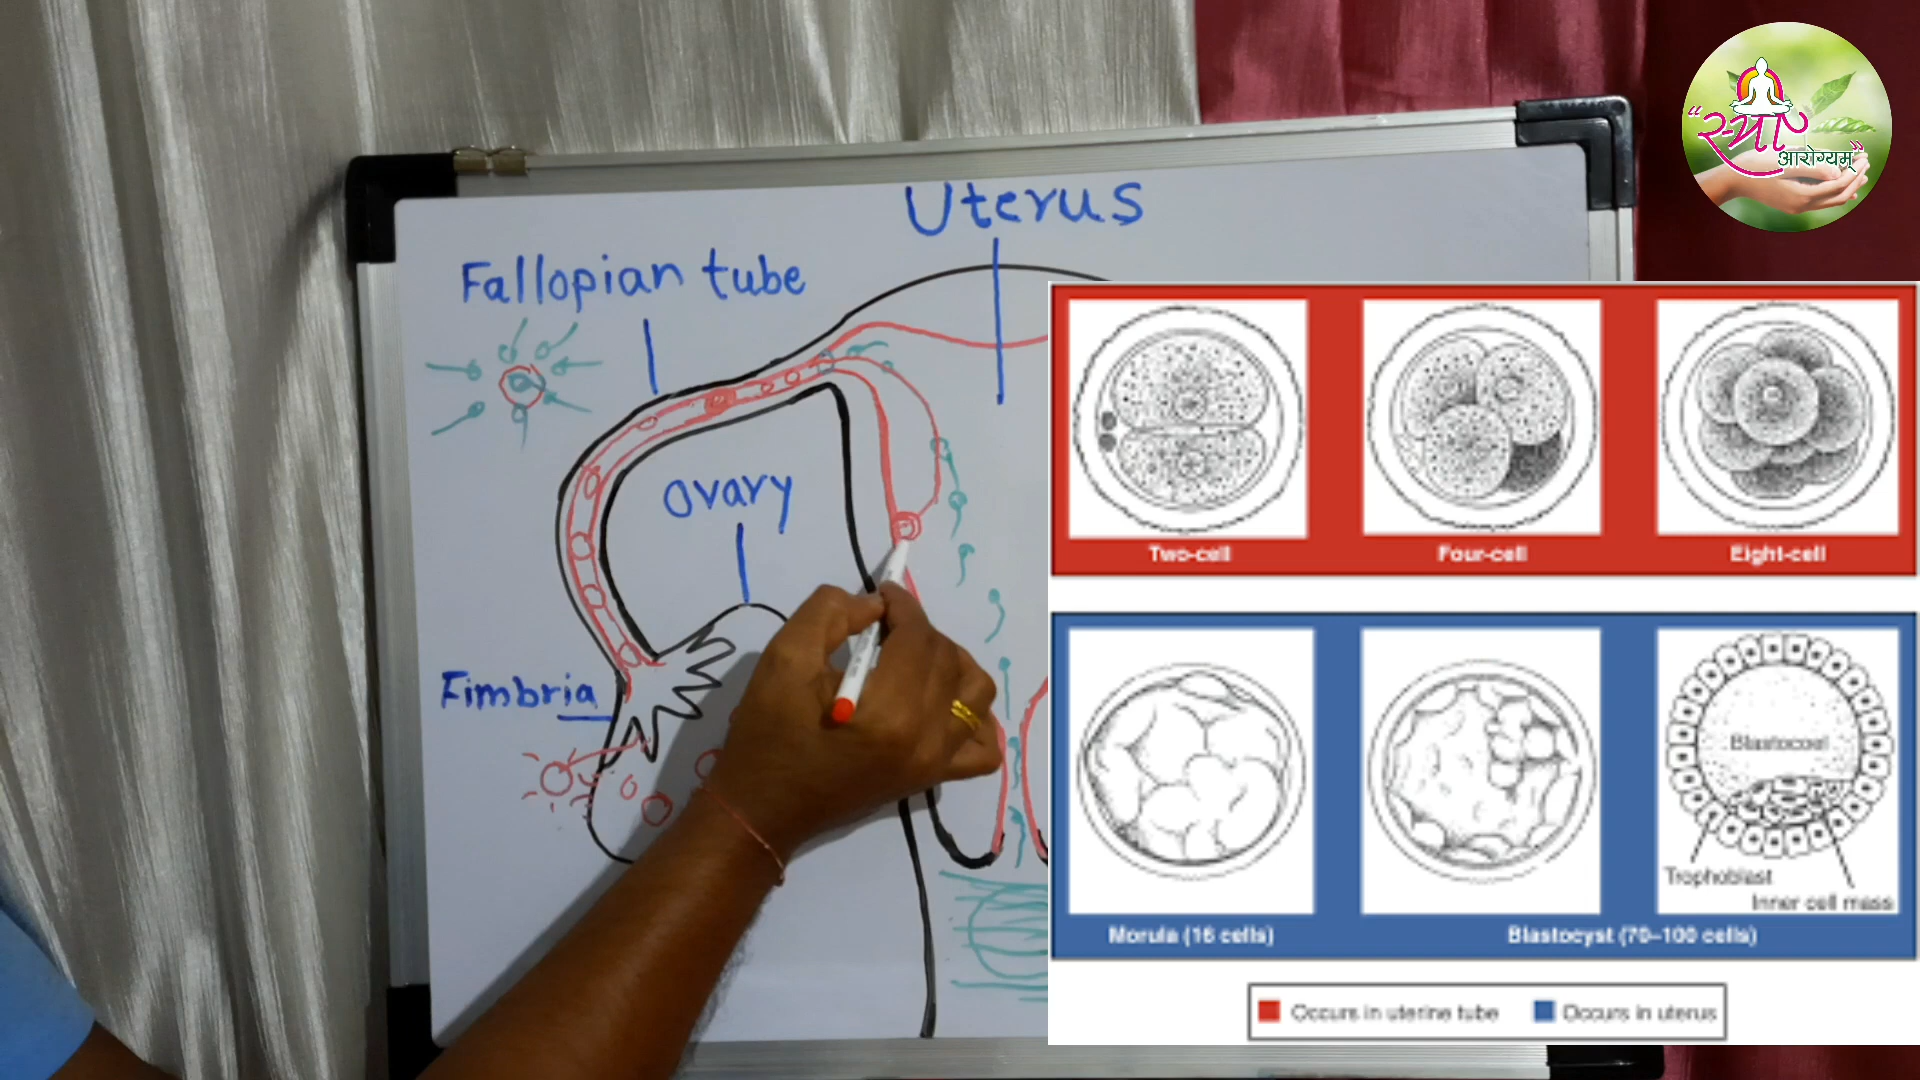 Uterus
Fallopian tube
ovary
Fimbria
"स्था
आरोग्यम्"
Two-cell
Four-cell
Eight-cell
Blastocoel
Trophoblast
Inner cell mass
Morula (16 cells)
Blastocyst (70–100 cells)
Occurs in uterine tube
Occurs in uterus